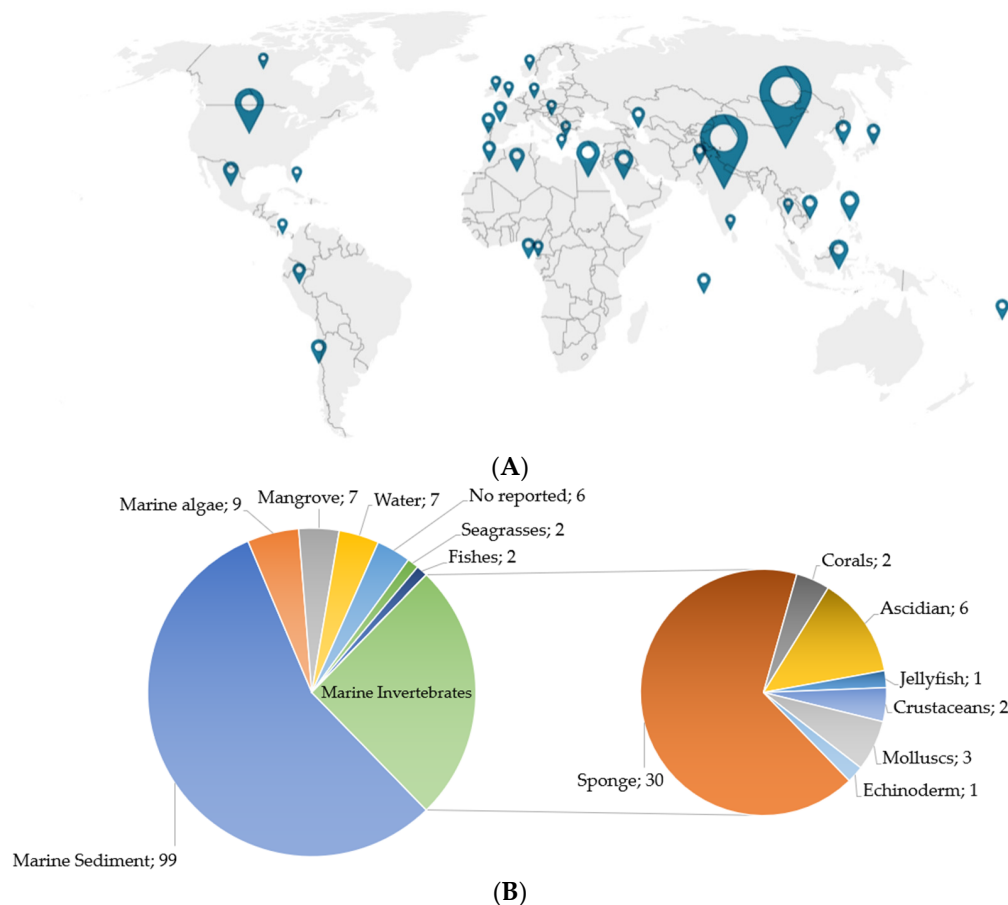 (A)
Marine algae; 9
Mangrove; 7
Water; 7
No reported; 6
Seagrasses; 2
Fishes; 2
Marine Invertebrates
Marine Sediment; 99
Corals; 2
Ascidian; 6
Jellyfish; 1
Crustaceans; 2
Molluscs; 3
Echinoderm; 1
Sponge; 30
(B)